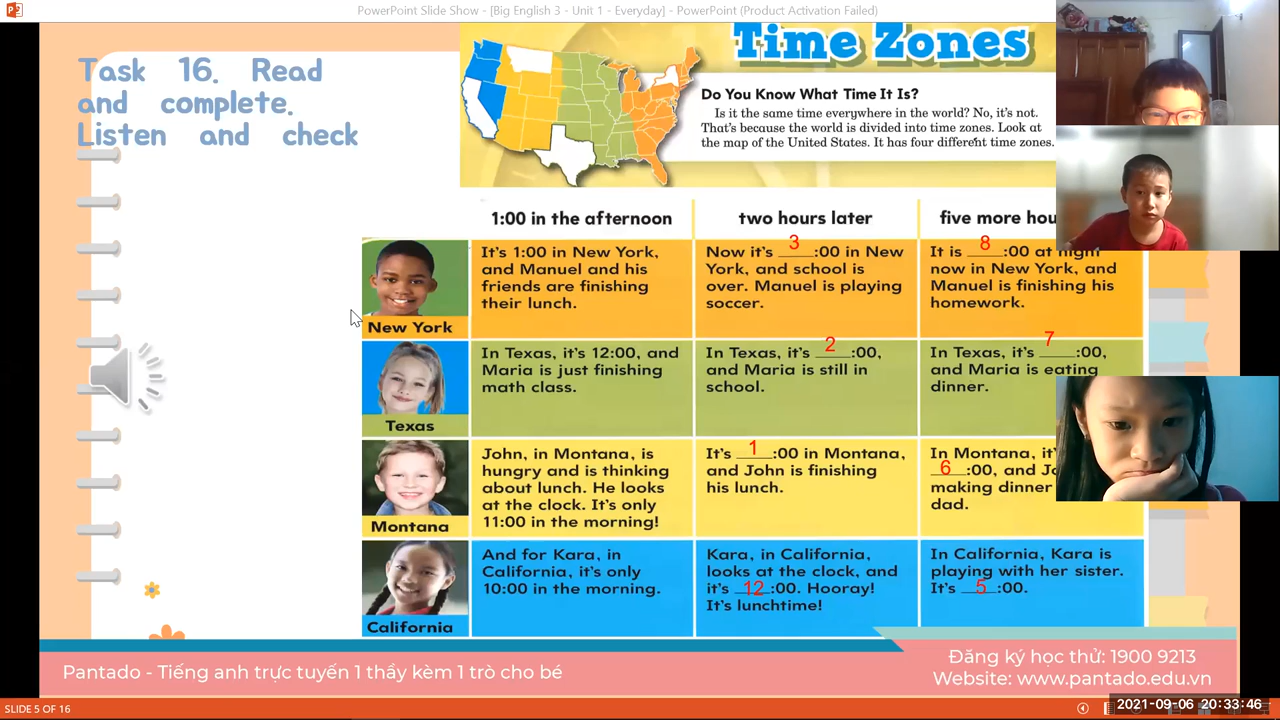 PowerPoint Slide Show - [Big English 3 - Unit 1 - Everyday] - PowerPoint (Product Activation Failed)
Task 16. Read
and complete.
Listen and check
Time Zones
Do You Know What Time It Is?
Is it the same time everywhere in the world? No, it's not.
That's because the world is divided into time zones. Look at
the map of the United States. It has four different time zones.
1:00 in the afternoon
two hours later
five more
New York
It's 1:00 in New York,
and Manuel and his
friends are finishing
their lunch.
Now it's 3:00 in New
York, and school is
over. Manuel is playing
soccer.
It is 8:00 at night
now in New York, and
Manuel is finishing his
homework.
Texas
In Texas, it's 12:00, and
Maria is just finishing
math class.
In Texas, it's 2:00,
and Maria is still in
school.
In Texas, it's 7:00,
and Maria is eating
dinner.
Montana
John, in Montana, is
hungry and is thinking
about lunch. He looks
at the clock. It's only
11:00 in the morning!
It's 1:00 in Montana,
and John is finishing
his lunch.
In Montana,
6:00, and
making dinner
dad.
California
And for Kara, in
California, it's only
10:00 in the morning.
Kara, in California,
looks at the clock, and
it's 12:00. Hooray!
It's lunchtime!
In California, Kara is
playing with her sister.
It's 5:00.
Pantado - Tiếng anh trực tuyến 1 thầy kèm 1 trò cho bé
Đăng ký học thử: 1900 9213
Website: www.pantado.edu.vn
SLIDE 5 OF 16
2021-09-06 20:33:46